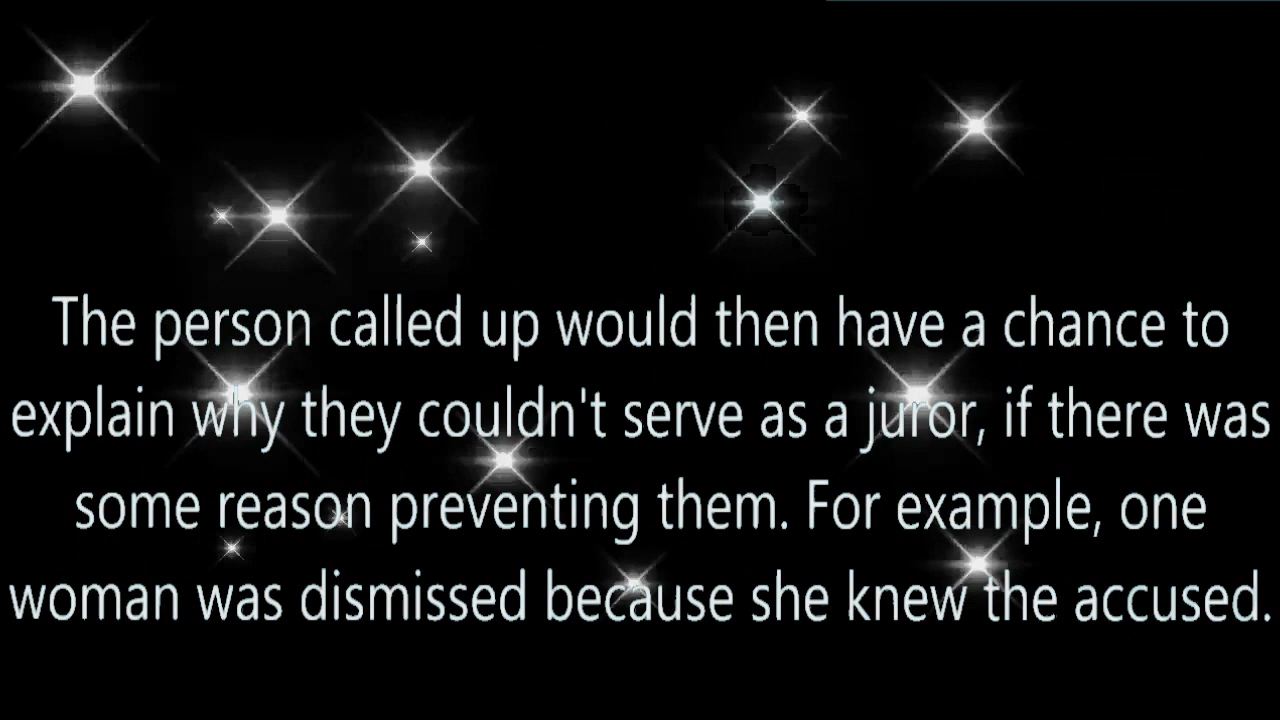 The person called up would then have a chance to
explain why they couldn't serve as a juror, if there was
some reason preventing them. For example, one
woman was dismissed because she knew the accused.